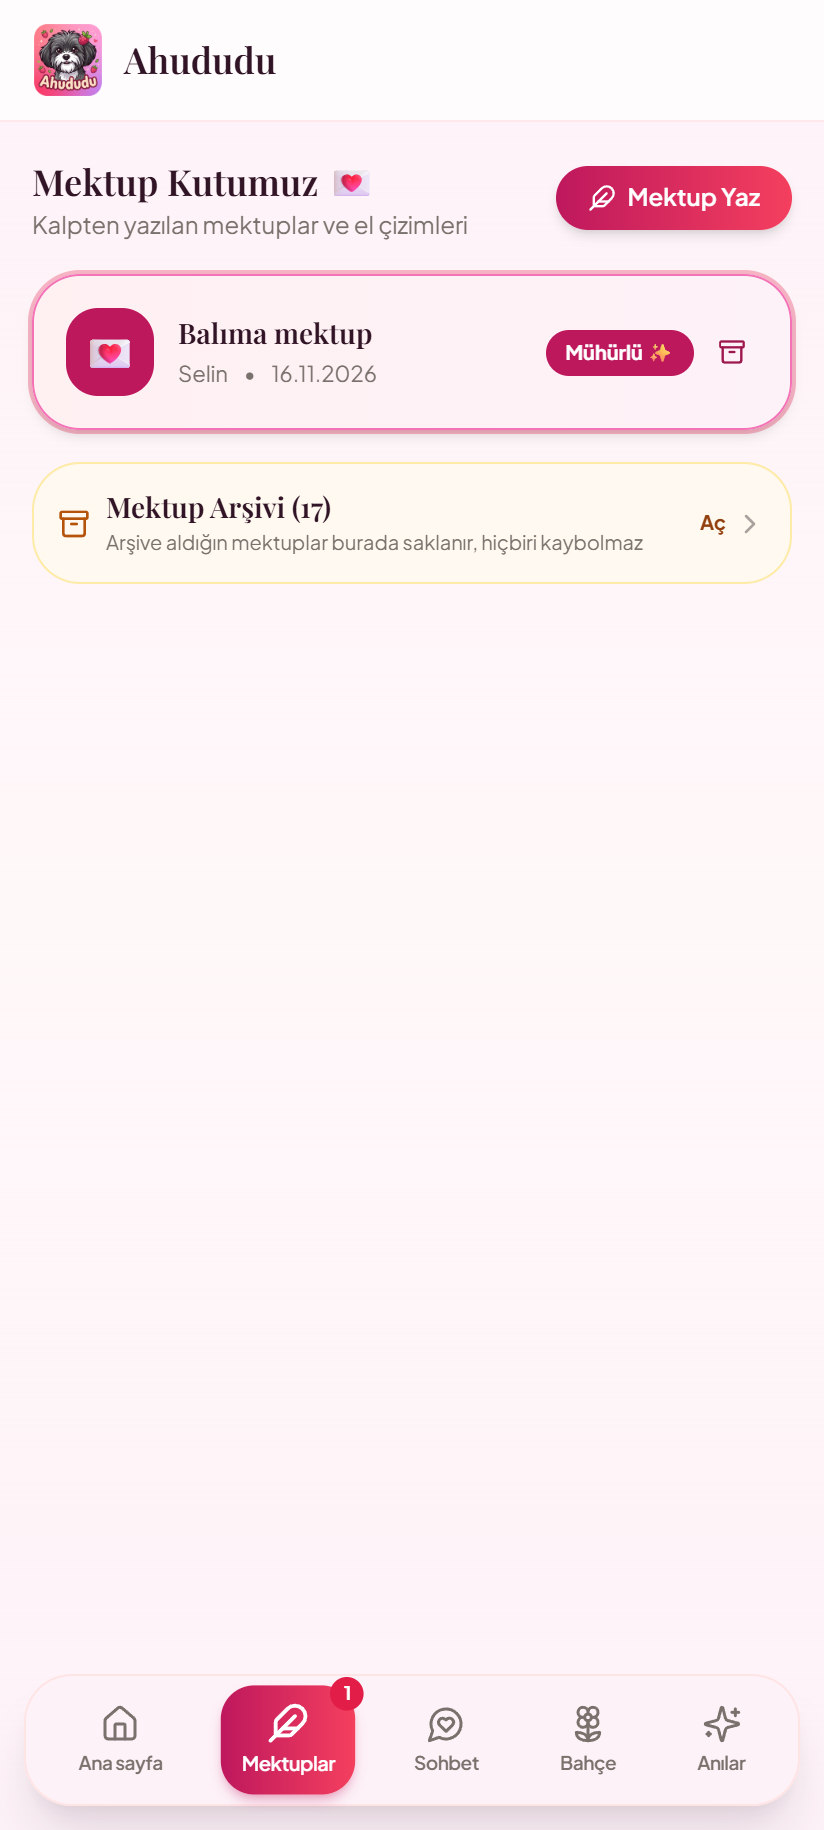 Ahududu
Ahududu
Mektup Kutumuz 💌
Kalpten yazılan mektuplar ve el çizimleri
Mektup Yaz
Balıma mektup
Selin • 16.11.2026
Mühürlü ✨
Mektup Arşivi (17)
Arşive aldığın mektuplar burada saklanır, hiçbiri kaybolmaz
Aç
1
Ana sayfa
Mektuplar
Sohbet
Bahçe
Anılar